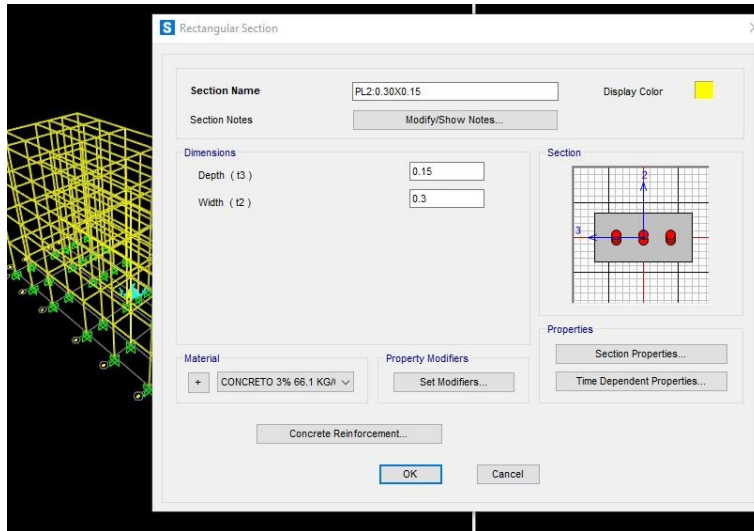 S Rectangular Section
Section Name PL2:0.30X0.15 Display Color
Section Notes Modify/Show Notes...
Dimensions Section
Depth ( t3 ) 0.15
Width ( t2 ) 0.3
2
3
Properties
Section Properties...
Material Property Modifiers
+ CONCRETO 3% 66.1 KG/ Set Modifiers... Time Dependent Properties...
Concrete Reinforcement...
OK Cancel